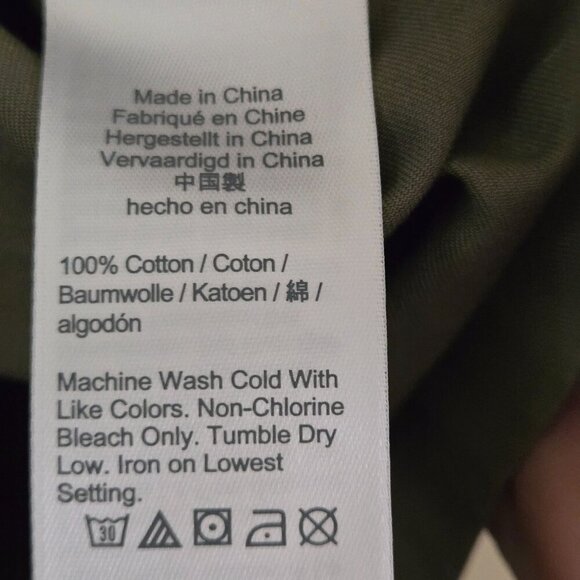 Made in China
Fabriqué en Chine
Hergestellt in China
Vervaardigd in China
中国製
hecho en china
100% Cotton / Coton /
Baumwolle / Katoen / 綿 /
algodón
Machine Wash Cold With
Like Colors. Non-Chlorine
Bleach Only. Tumble Dry
Low. Iron on Lowest
Setting.
30